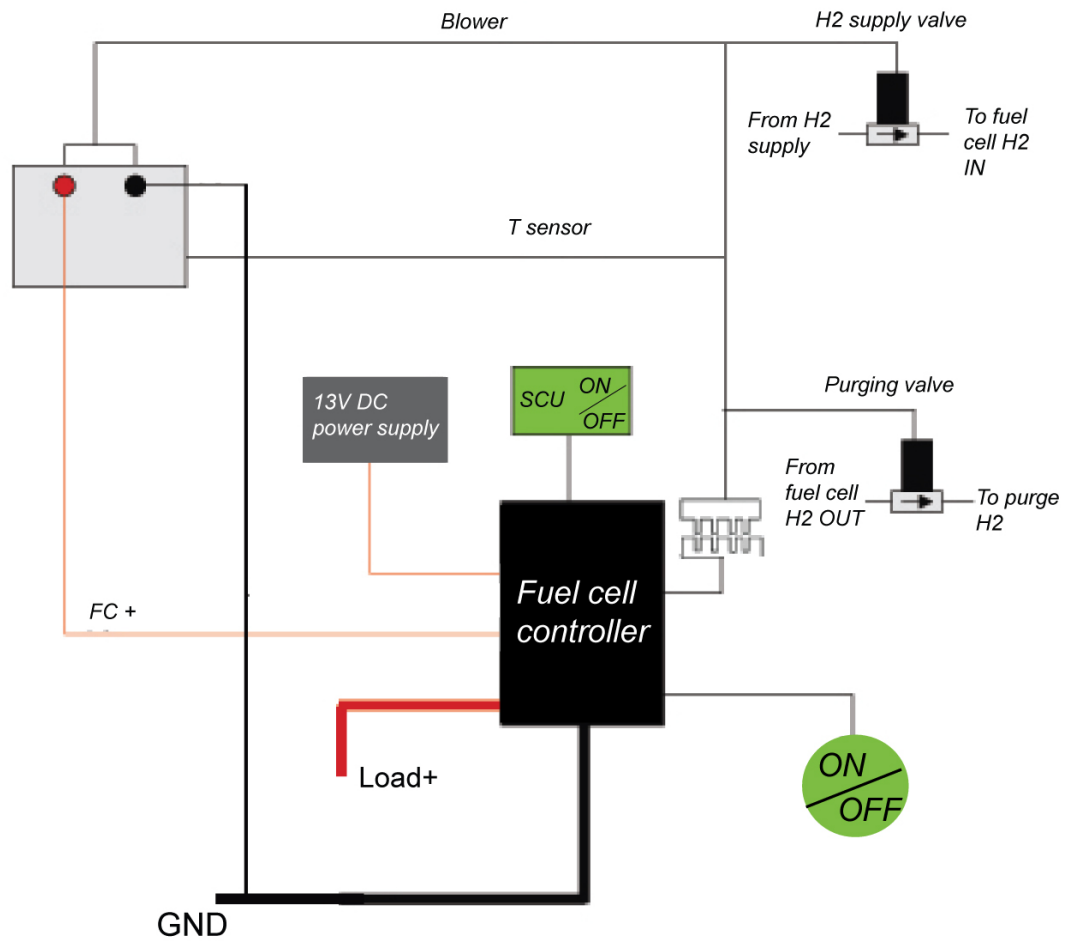 Blower
H2 supply valve
From H2
supply
To fuel
cell H2
IN
T sensor
13V DC
power supply
SCU ON
OFF
Purging valve
From
fuel cell
H2 OUT
To purge
H2
Fuel cell
controller
FC +
Load+
ON
OFF
GND